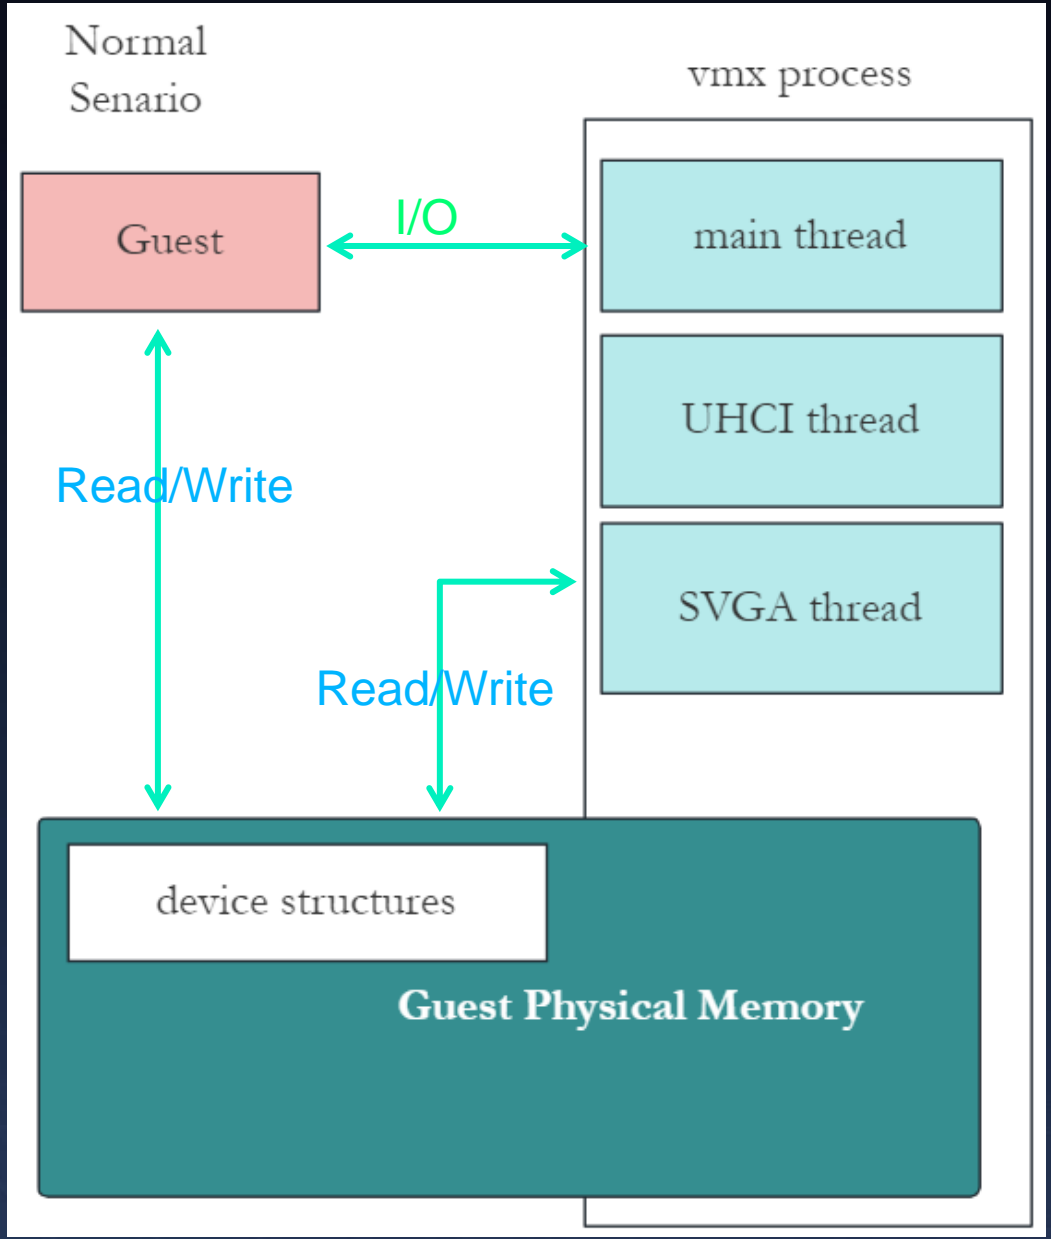 Normal
Senario
vmx process
Guest
I/O
main thread
UHCI thread
Read/Write
SVGA thread
Read/Write
device structures
Guest Physical Memory